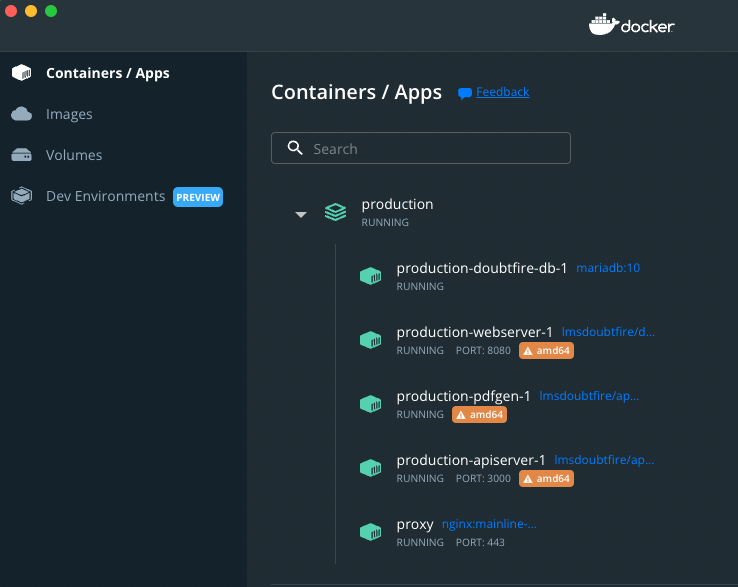 docker
Containers / Apps
Images
Volumes
Dev Environments PREVIEW
Containers / Apps Feedback
Search
production
RUNNING
production-doubtfire-db-1 mariadb:10
RUNNING
production-webserver-1 lmsdoubtfire/d...
RUNNING PORT: 8080 amd64
production-pdfgen-1 lmsdoubtfire/ap...
RUNNING amd64
production-apiserver-1 lmsdoubtfire/ap...
RUNNING PORT: 3000 amd64
proxy nginx:mainline-...
RUNNING PORT: 443